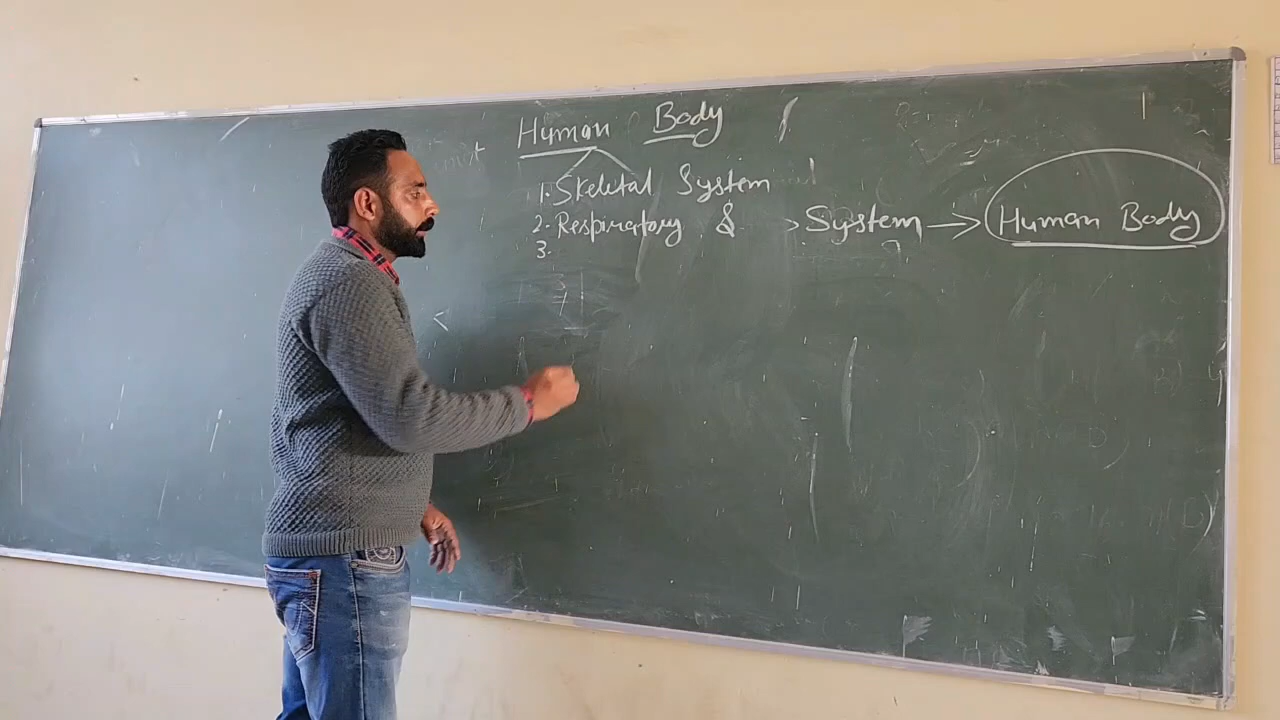 Human Body
1. Skeletal System
2. Respiratory & > System → Human Body
3.